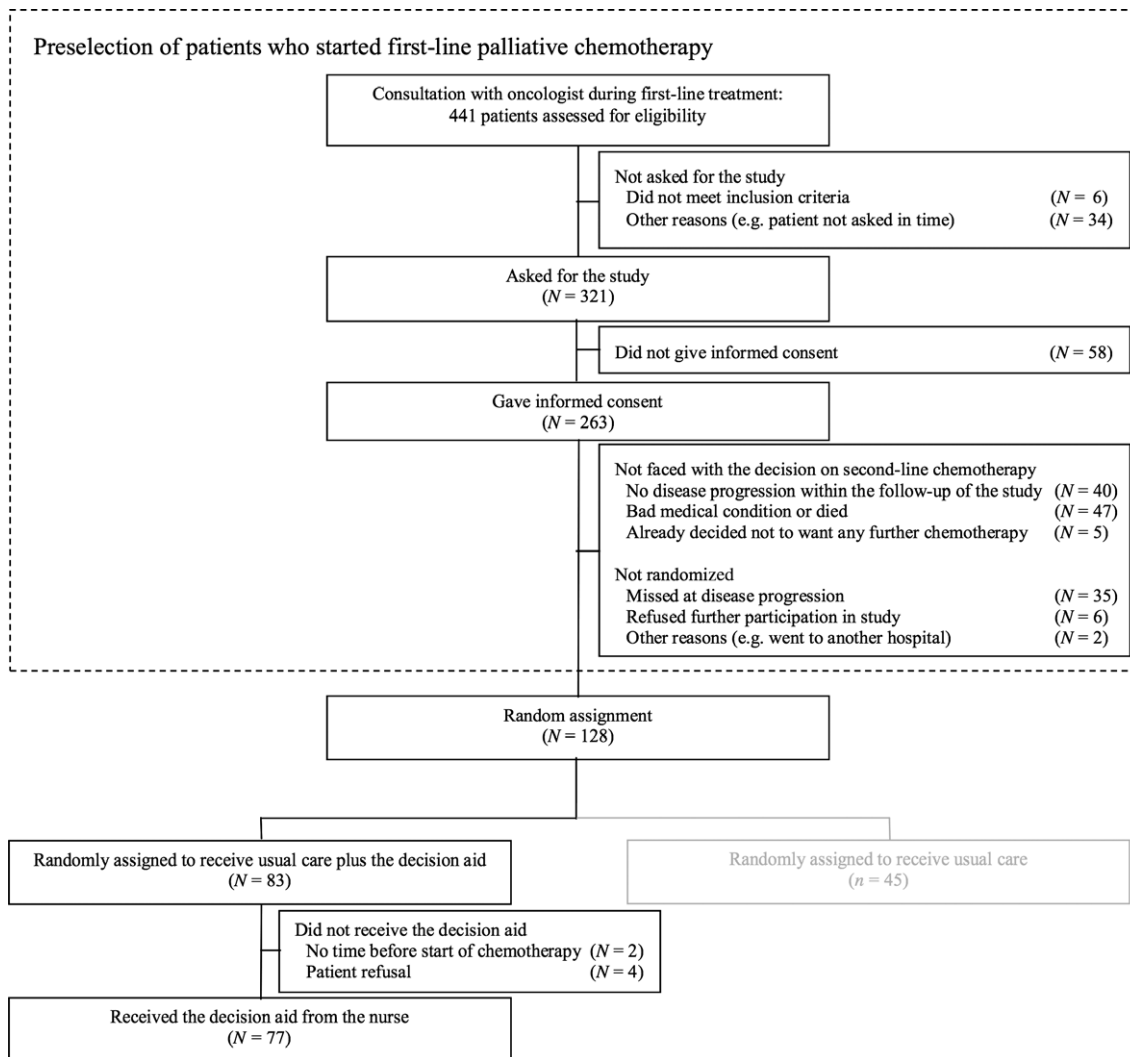 Preselection of patients who started first-line palliative chemotherapy
Consultation with oncologist during first-line treatment:
441 patients assessed for eligibility
Not asked for the study
Did not meet inclusion criteria (N = 6)
Other reasons (e.g. patient not asked in time) (N = 34)
Asked for the study
(N = 321)
Did not give informed consent (N = 58)
Gave informed consent
(N = 263)
Not faced with the decision on second-line chemotherapy
No disease progression within the follow-up of the study (N = 40)
Bad medical condition or died (N = 47)
Already decided not to want any further chemotherapy (N = 5)
Not randomized
Missed at disease progression (N = 35)
Refused further participation in study (N = 6)
Other reasons (e.g. went to another hospital) (N = 2)
Random assignment
(N = 128)
Randomly assigned to receive usual care plus the decision aid
(N = 83)
Randomly assigned to receive usual care
(n = 45)
Did not receive the decision aid
No time before start of chemotherapy (N = 2)
Patient refusal (N = 4)
Received the decision aid from the nurse
(N = 77)